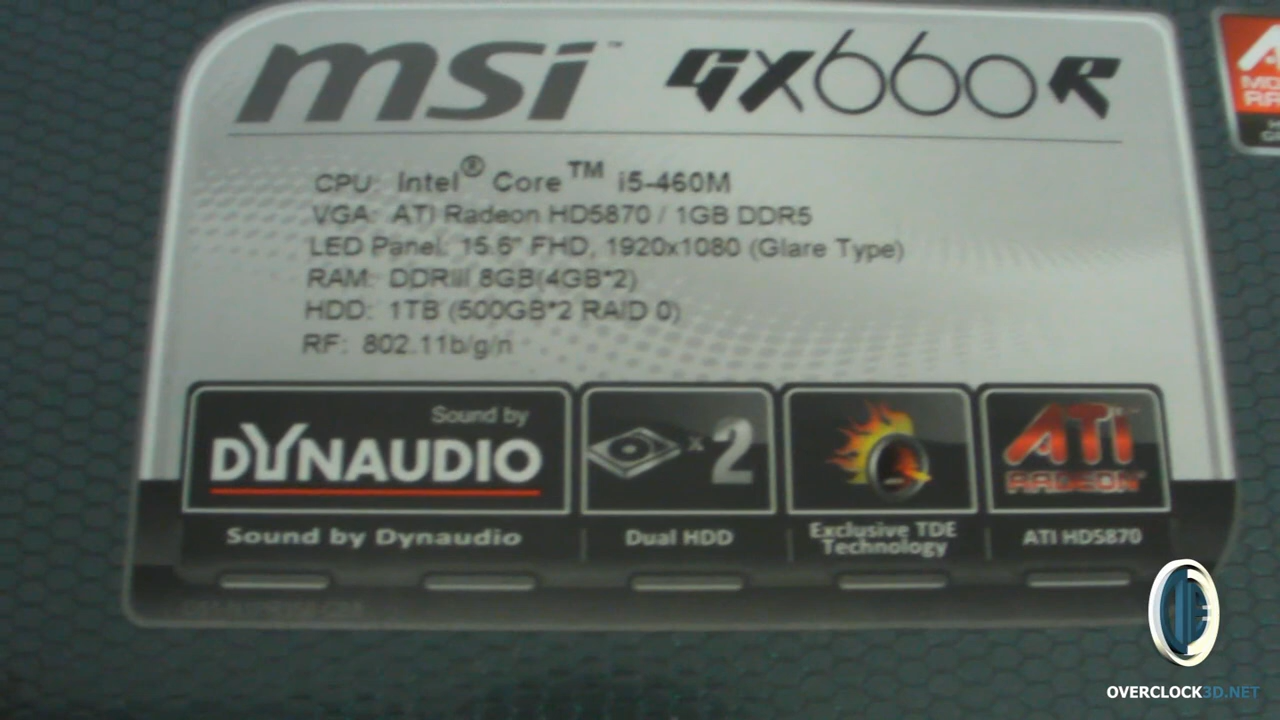 msi™ GX660R
CPU: Intel® Core™ i5-460M
VGA: ATI Radeon HD5870 / 1GB DDR5
LED Panel: 15.6" FHD, 1920x1080 (Glare Type)
RAM: DDRIII 8GB(4GB*2)
HDD: 1TB (500GB*2 RAID 0)
RF: 802.11b/g/n
Sound by
DYNAUDIO
x2
ATI
RADEON
Sound by Dynaudio
Dual HDD
Exclusive TDE
Technology
ATI HD5870
OVERCLOCK3D.NET